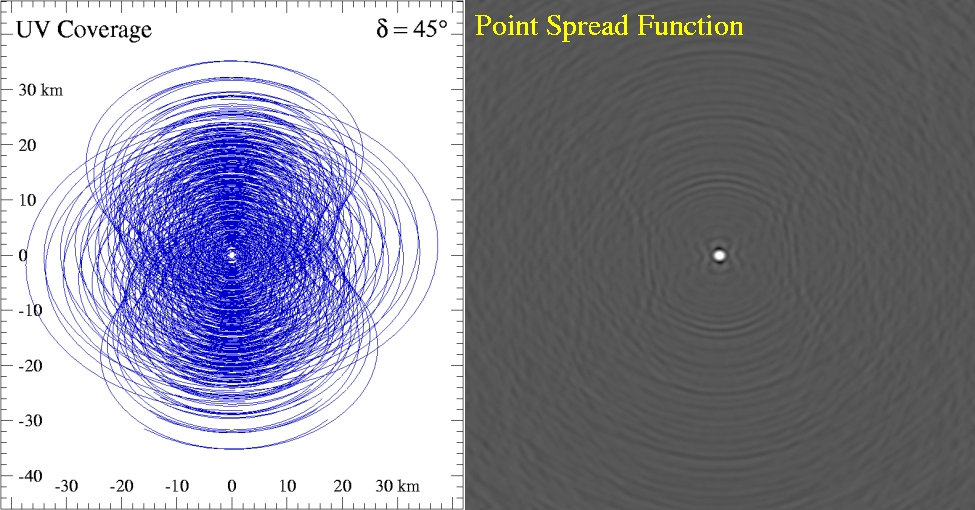 UV Coverage
δ = 45°
Point Spread Function
30 km
20
10
0
-10
-20
-30
-40
-30 -20 -10 0 10 20 30 km